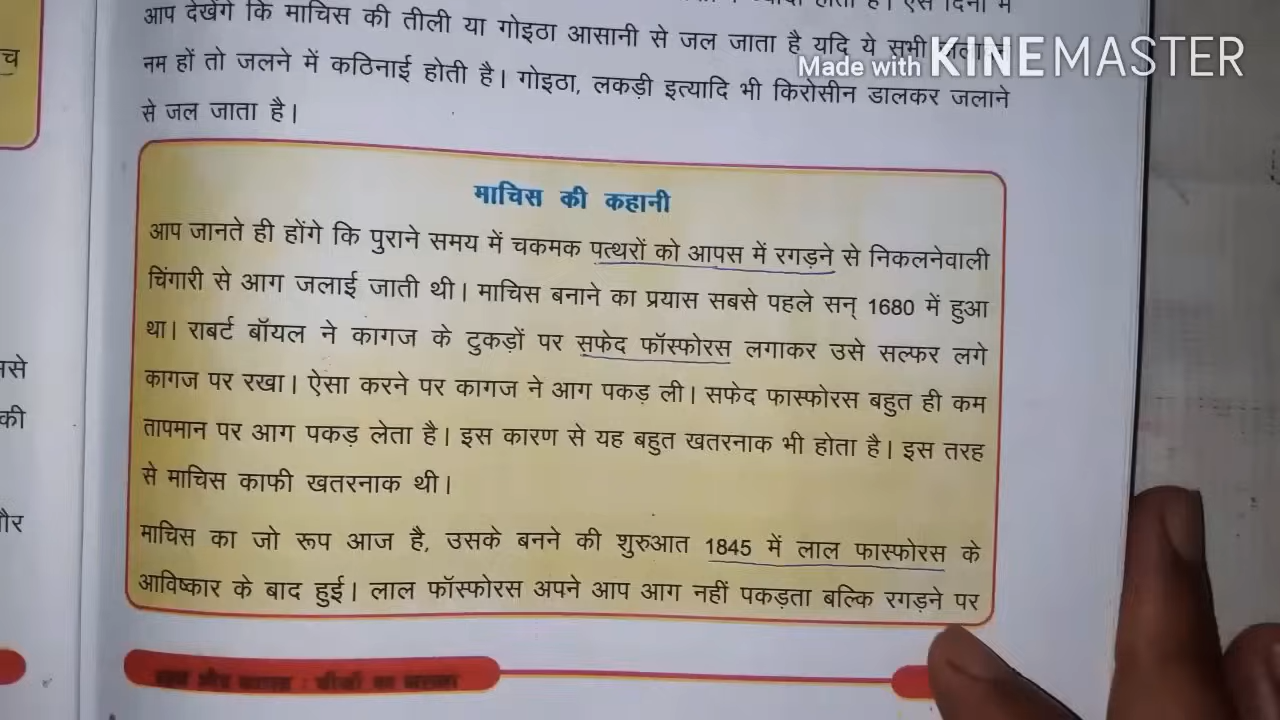 आप देखेंगे कि माचिस की तीली या गोइठा आसानी से जल जाता है यदि ये सभी
Made with KINEMASTER
नम हों तो जलने में कठिनाई होती है। गोइठा, लकड़ी इत्यादि भी किरोसीन डालकर जलाने
से जल जाता है।
च
माचिस की कहानी
आप जानते ही होंगे कि पुराने समय में चकमक पत्थरों को आपस में रगड़ने से निकलनेवाली
चिंगारी से आग जलाई जाती थी। माचिस बनाने का प्रयास सबसे पहले सन् 1680 में हुआ
था। राबर्ट बॉयल ने कागज के टुकड़ों पर सफेद फॉस्फोरस लगाकर उसे सल्फर लगे
कागज पर रखा। ऐसा करने पर कागज ने आग पकड़ ली। सफेद फास्फोरस बहुत ही कम
तापमान पर आग पकड़ लेता है। इस कारण से यह बहुत खतरनाक भी होता है। इस तरह
से माचिस काफी खतरनाक थी।
माचिस का जो रूप आज है, उसके बनने की शुरुआत 1845 में लाल फास्फोरस के
आविष्कार के बाद हुई। लाल फॉस्फोरस अपने आप आग नहीं पकड़ता बल्कि रगड़ने पर
की